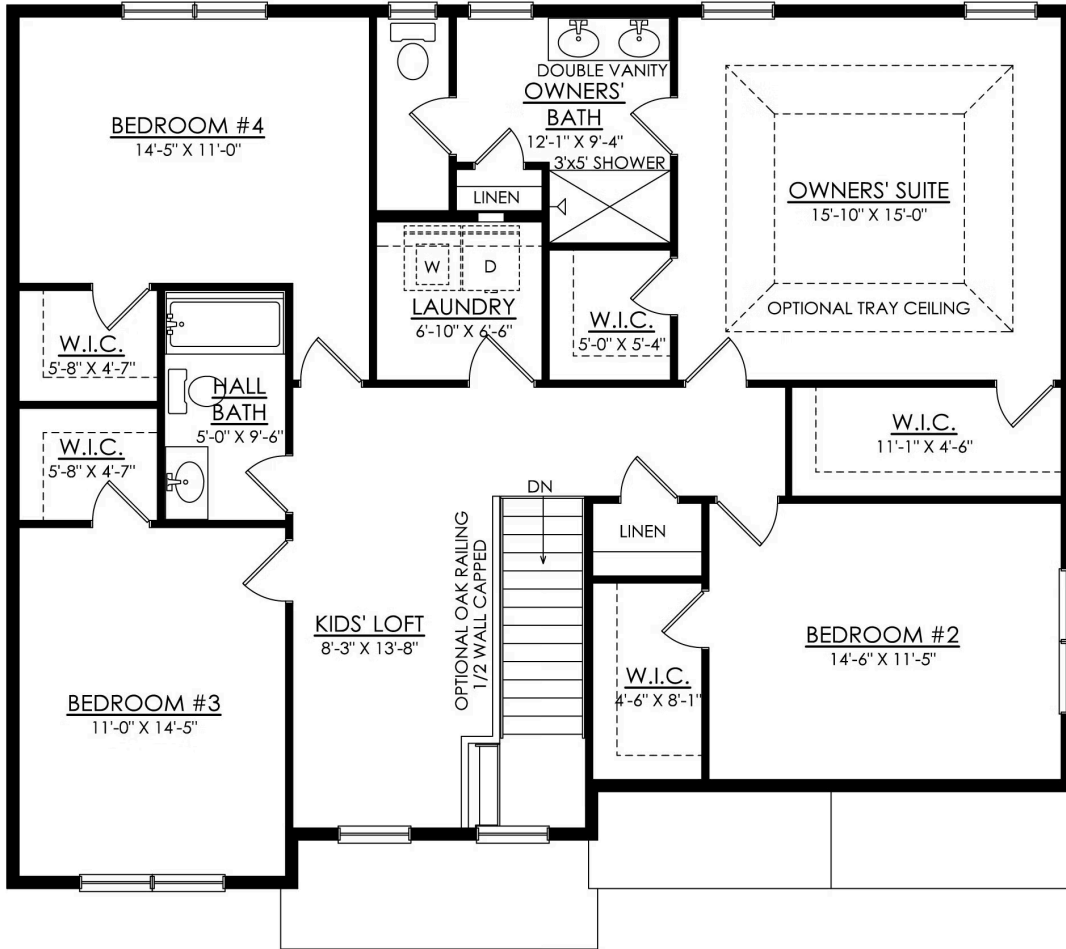 DOUBLE VANITY
OWNERS'
BATH
12'-1" X 9'-4"
3'x5' SHOWER
BEDROOM #4
14'-5" X 11'-0"
LINEN
OWNERS' SUITE
15'-10" X 15'-0"
OPTIONAL TRAY CEILING
W
D
LAUNDRY
6'-10" X 6'-6"
W.I.C.
5'-0" X 5'-4"
W.I.C.
5'-8" X 4'-7"
HALL
BATH
5'-0" X 9'-6"
W.I.C.
5'-8" X 4'-7"
W.I.C.
11'-1" X 4'-6"
DN
LINEN
OPTIONAL OAK RAILING
1/2 WALL CAPPED
KIDS' LOFT
8'-3" X 13'-8"
BEDROOM #2
14'-6" X 11'-5"
W.I.C.
4'-6" X 8'-1"
BEDROOM #3
11'-0" X 14'-5"